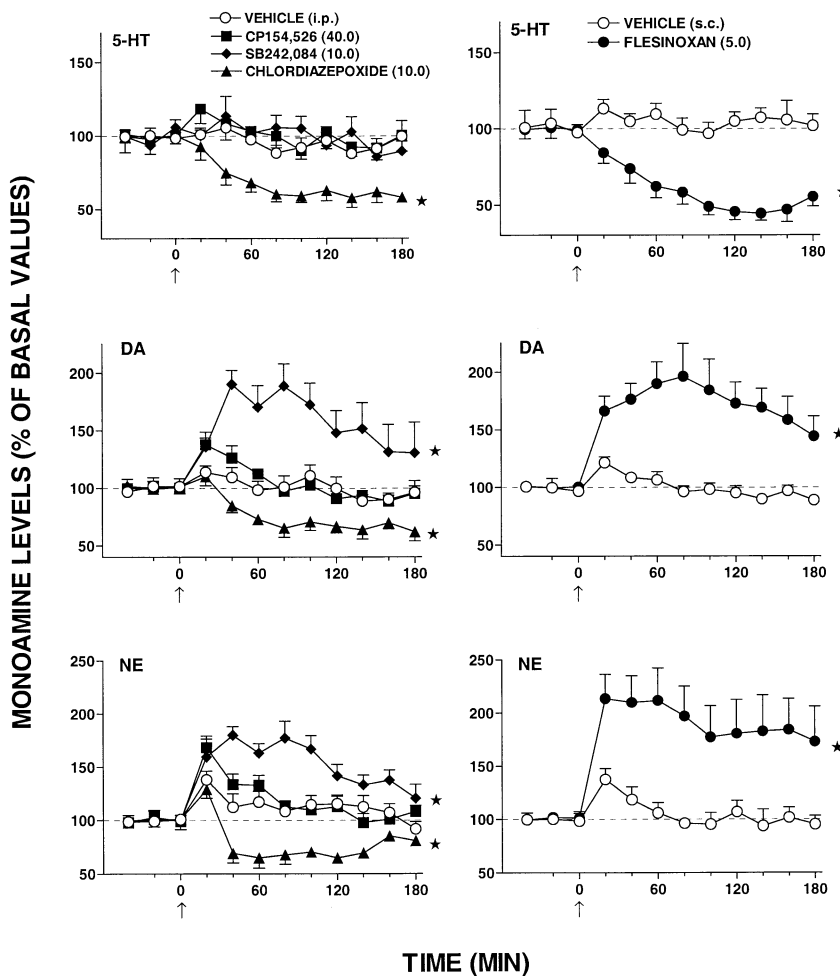 MONOAMINE LEVELS (% OF BASAL VALUES)
5-HT
VEHICLE (i.p.)
CP154,526 (40.0)
SB242,084 (10.0)
CHLORDIAZEPOXIDE (10.0)
150
100
50
0 60 120 180
↑
5-HT
VEHICLE (s.c.)
FLESINOXAN (5.0)
150
100
50
0 60 120 180
↑
DA
200
150
100
50
0 60 120 180
↑
DA
200
150
100
50
0 60 120 180
↑
NE
250
200
150
100
50
0 60 120 180
↑
NE
250
200
150
100
50
0 60 120 180
↑
TIME (MIN)